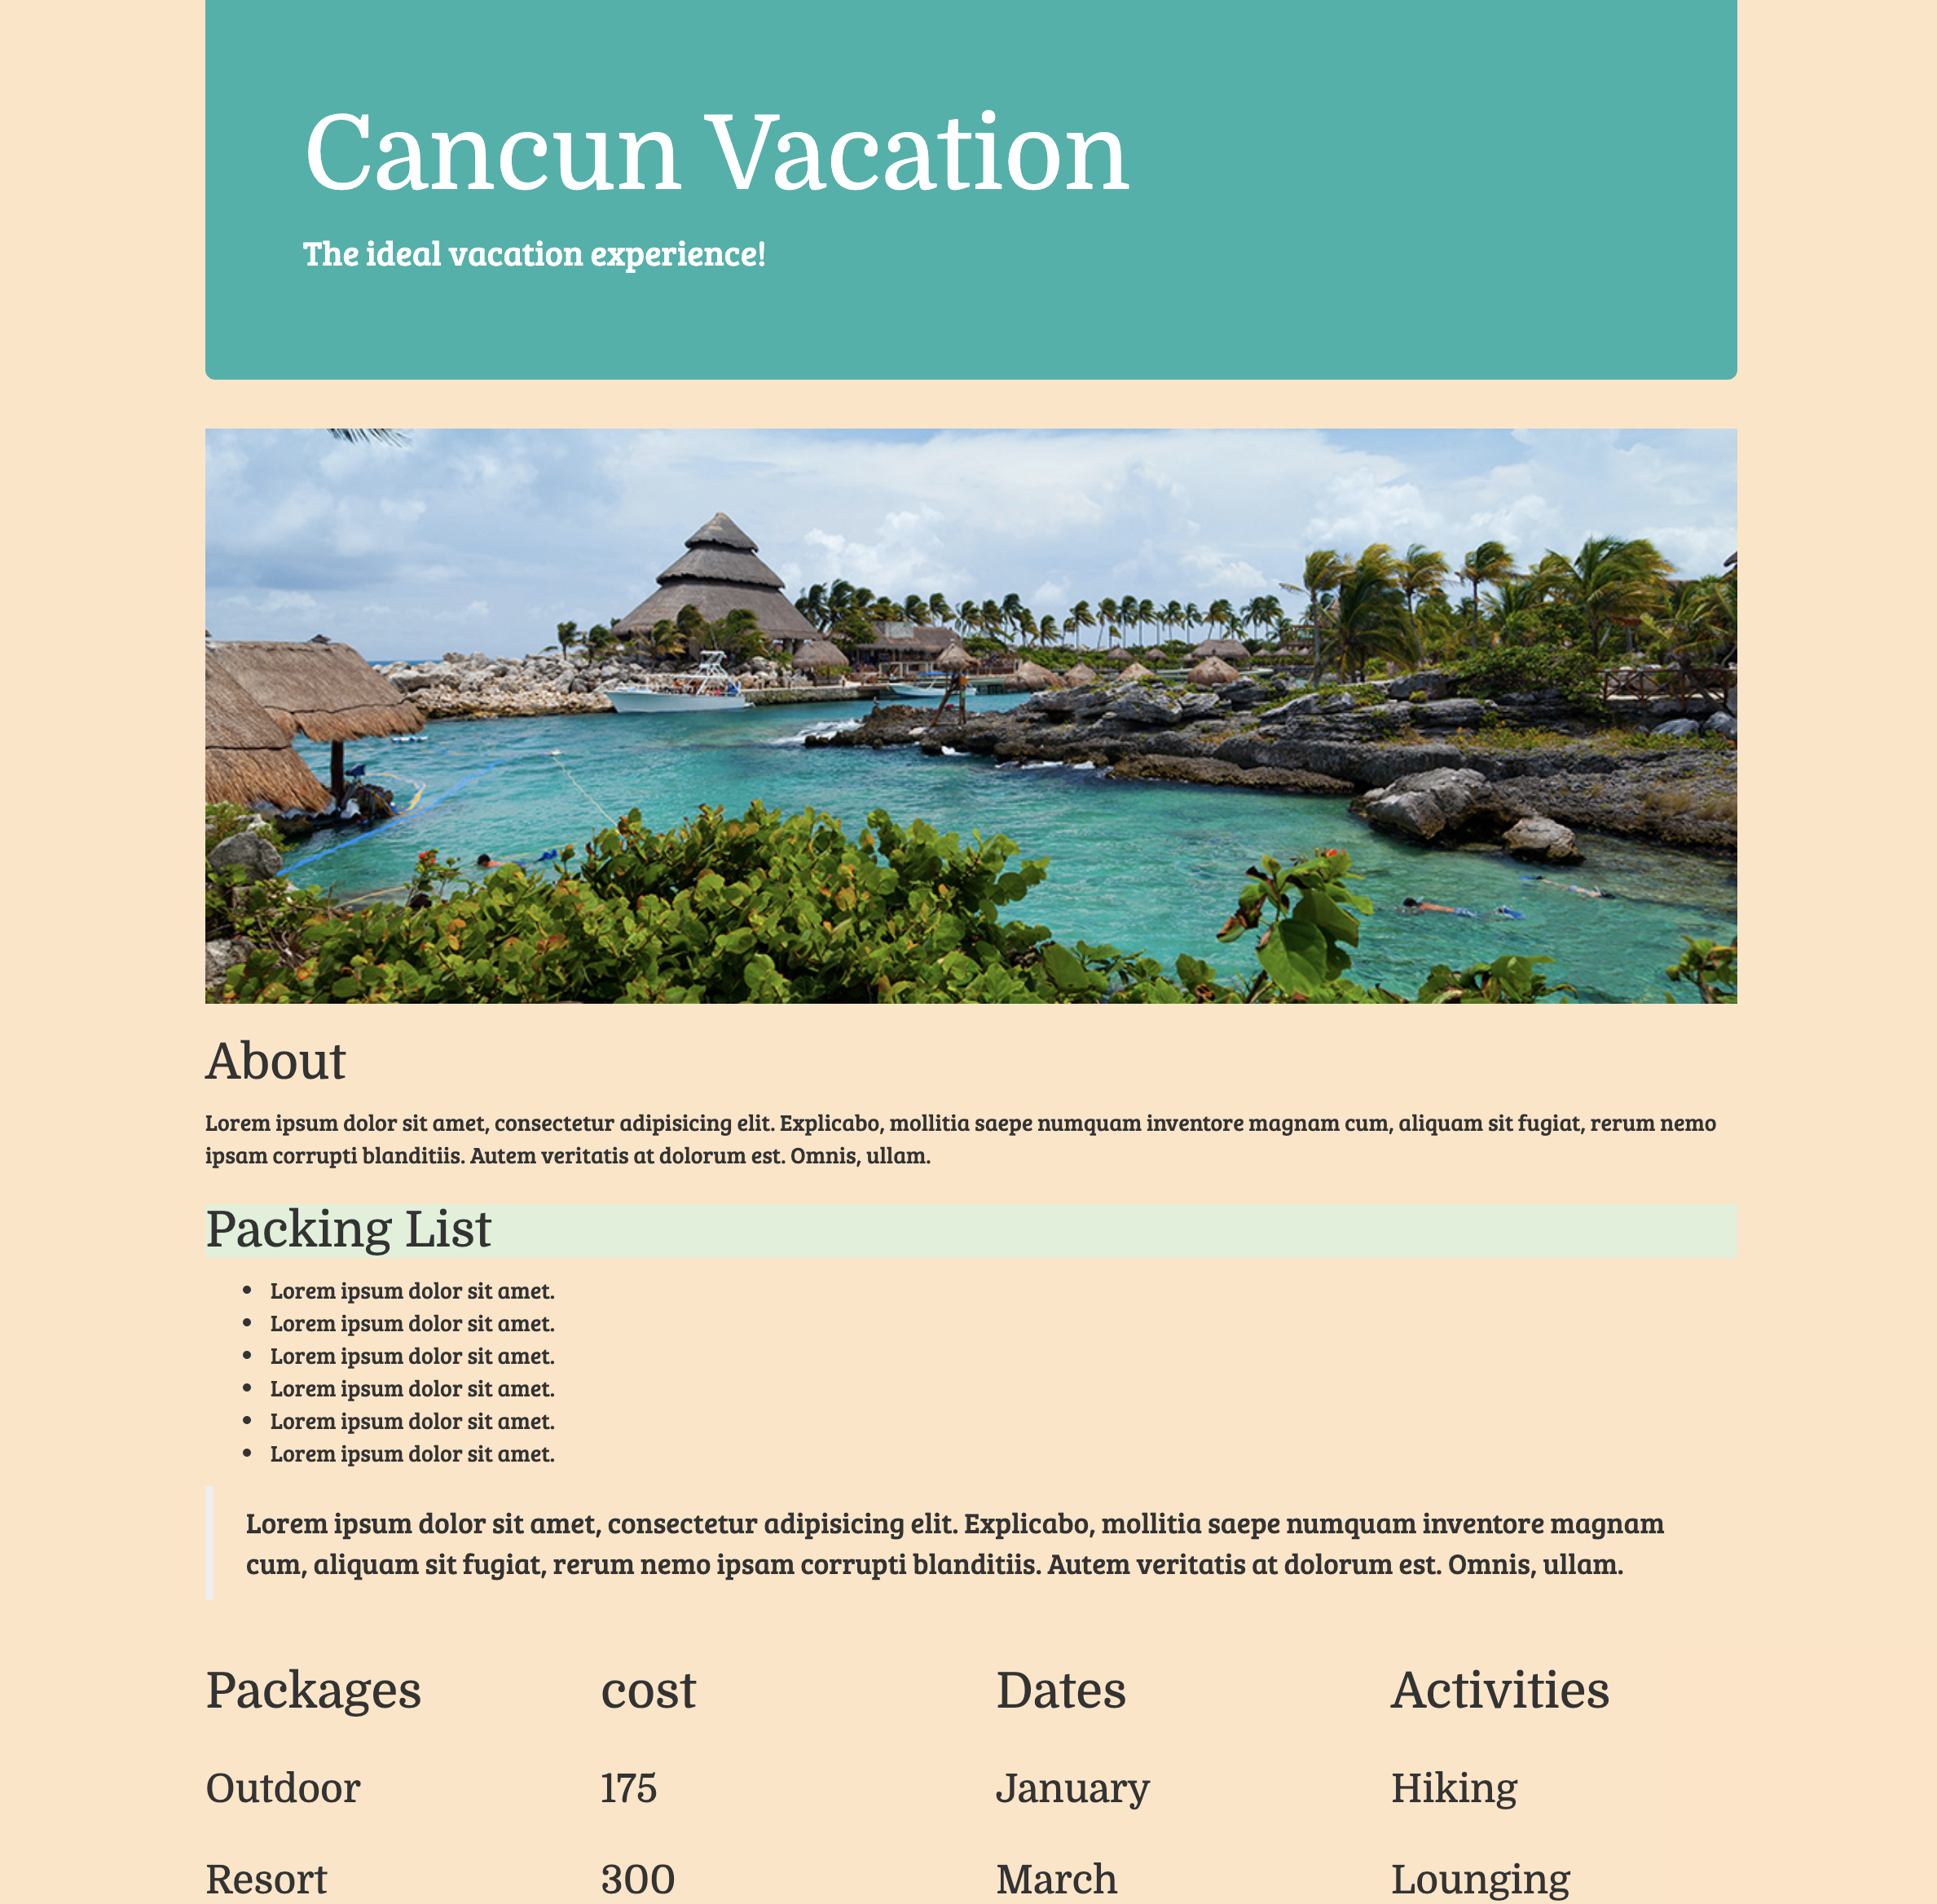 Cancun Vacation
The ideal vacation experience!
About
Lorem ipsum dolor sit amet, consectetur adipisicing elit. Explicabo, mollitia saepe numquam inventore magnam cum, aliquam sit fugiat, rerum nemo
ipsam corrupti blanditiis. Autem veritatis at dolorum est. Omnis, ullam.
Packing List
Lorem ipsum dolor sit amet.
Lorem ipsum dolor sit amet.
Lorem ipsum dolor sit amet.
Lorem ipsum dolor sit amet.
Lorem ipsum dolor sit amet.
Lorem ipsum dolor sit amet.
Lorem ipsum dolor sit amet, consectetur adipisicing elit. Explicabo, mollitia saepe numquam inventore magnam
cum, aliquam sit fugiat, rerum nemo ipsam corrupti blanditiis. Autem veritatis at dolorum est. Omnis, ullam.
Packages cost Dates Activities
Outdoor 175 January Hiking
Resort 300 March Lounging